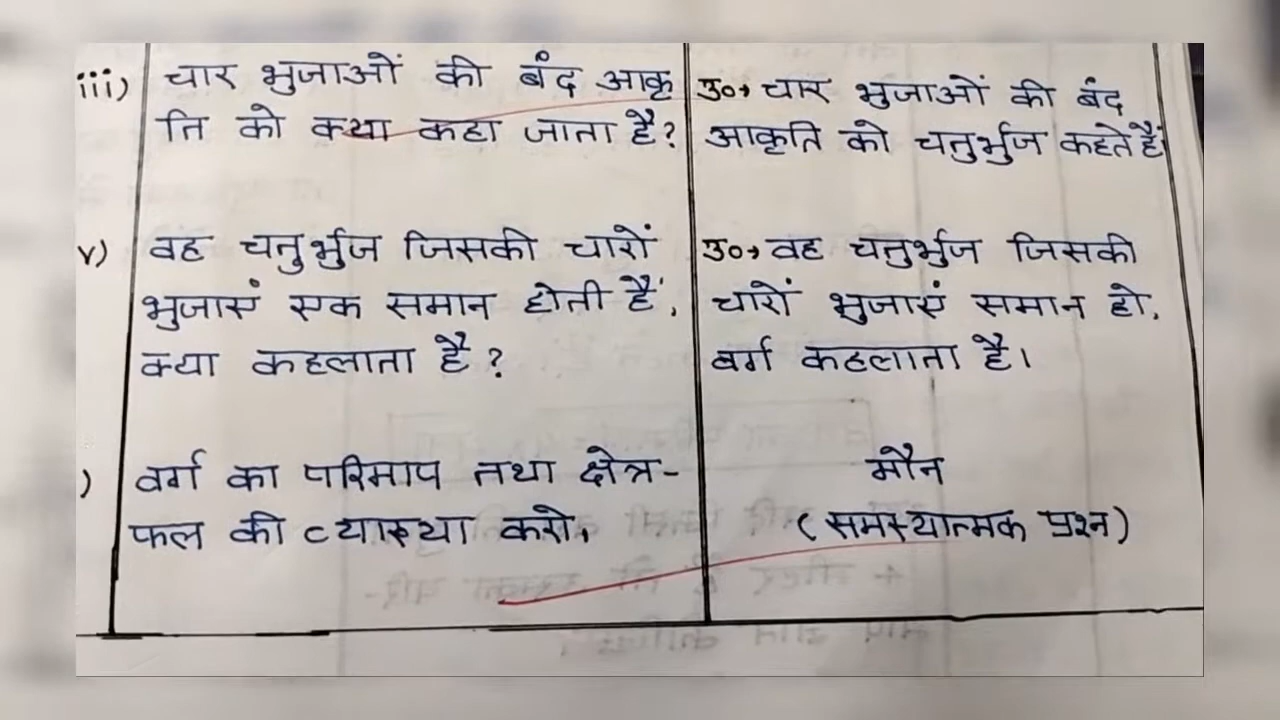 iii) चार भुजाओं की बंद आकृ उ०→ चार भुजाओं की बंद
ति को क्या कहा जाता है? आकृति को चतुर्भुज कहते हैं
v) वह चतुर्भुज जिसकी चारों उ०→ वह चतुर्भुज जिसकी
भुजाएं एक समान होती हैं, चारों भुजाएं समान हो,
क्या कहलाता है? वर्ग कहलाता है।
) वर्ग का परिमाप तथा क्षेत्र- मौन
फल की व्याख्या करो, (समस्यात्मक प्रश्न)